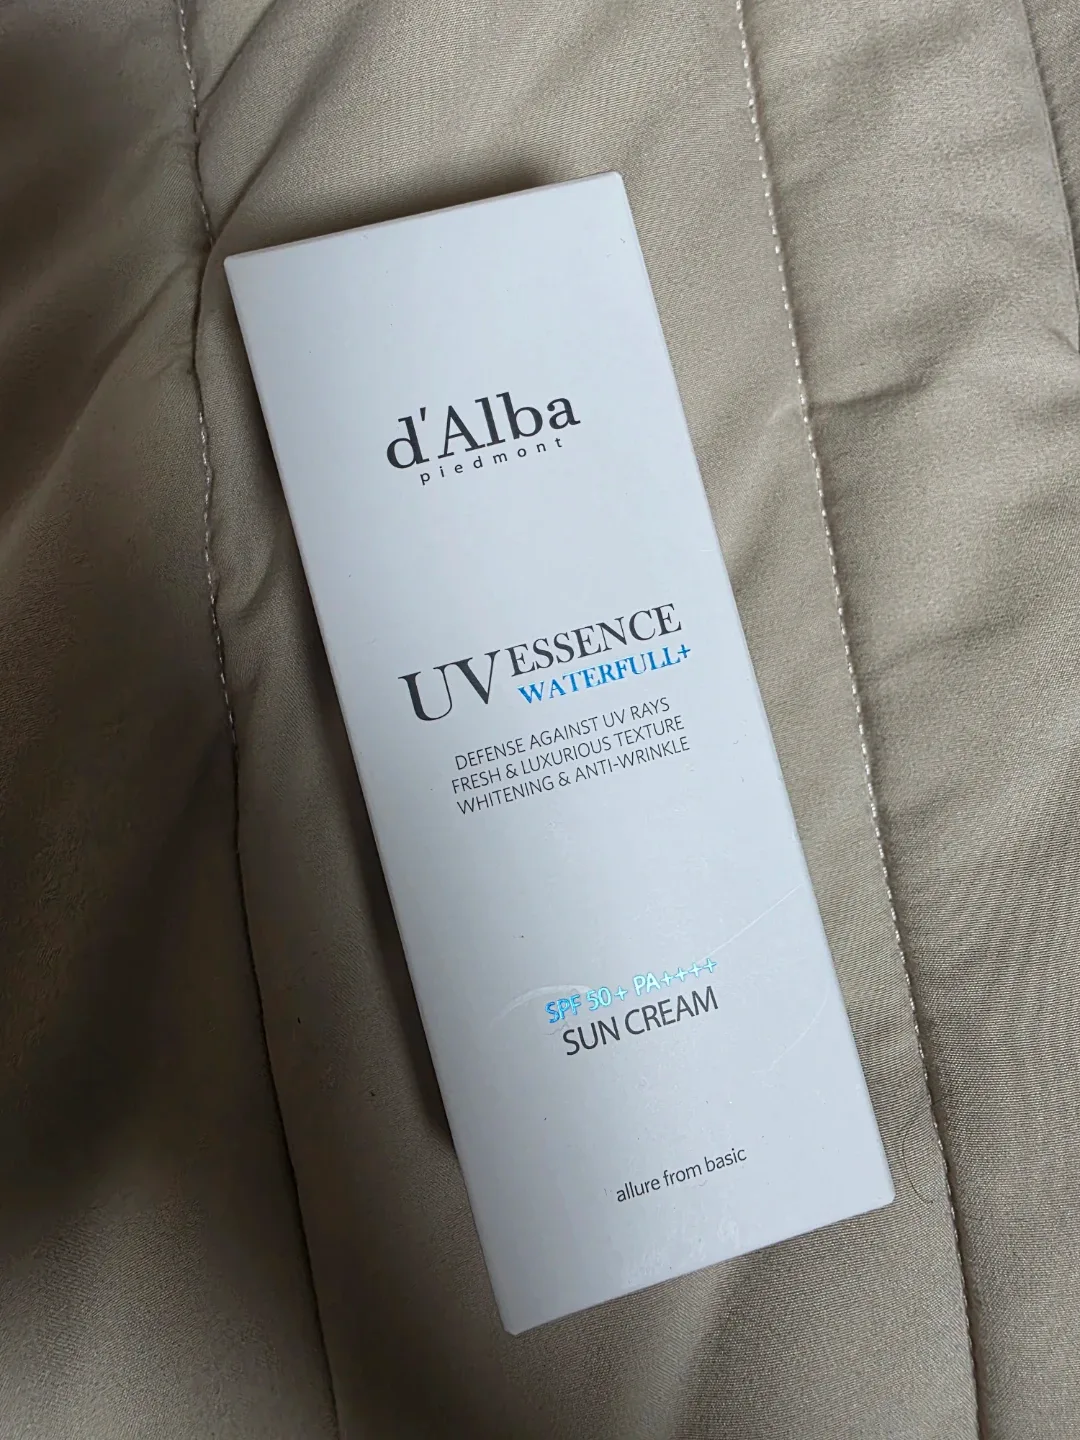 d'Alba
piedmont
UV ESSENCE
WATERFULL+
DEFENSE AGAINST UV RAYS
FRESH & LUXURIOUS TEXTURE
WHITENING & ANTI-WRINKLE
SPF 50+ PA++++
SUN CREAM
allure from basic